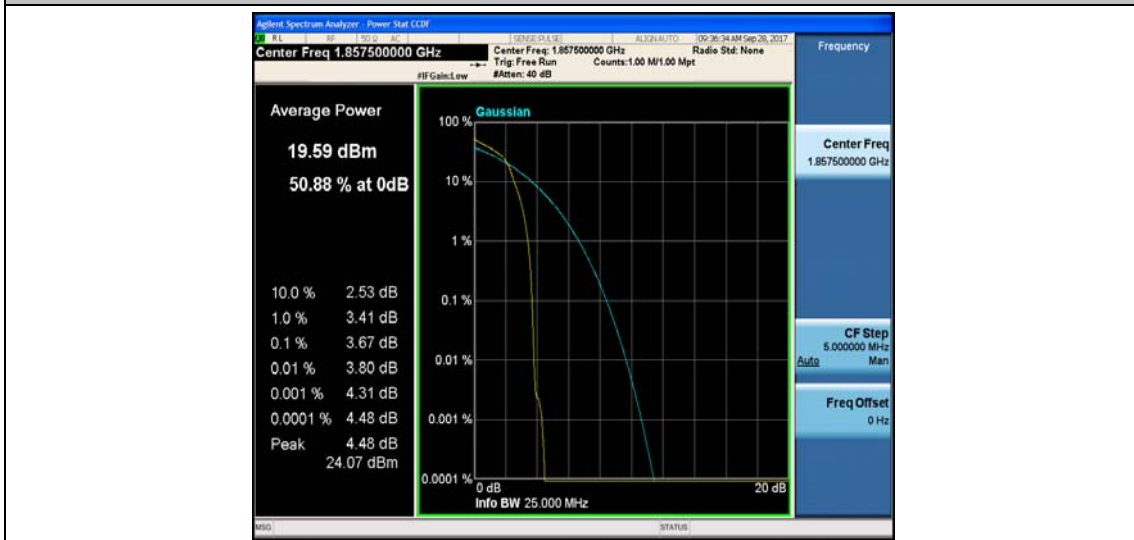 Agilent Spectrum Analyzer - Power Stat CCDF
RL RF 50 Ω AC SENSE:PULSE ALIGN AUTO 09:36:34 AM Sep 28, 2017
Center Freq 1.857500000 GHz
Center Freq: 1.857500000 GHz Radio Std: None
Trig: Free Run Counts:1.00 M/1.00 Mpt
#IFGain:Low #Atten: 40 dB
Frequency
Average Power
19.59 dBm
50.88 % at 0dB
10.0 % 2.53 dB
1.0 % 3.41 dB
0.1 % 3.67 dB
0.01 % 3.80 dB
0.001 % 4.31 dB
0.0001 % 4.48 dB
Peak 4.48 dB
24.07 dBm
Gaussian
100 %
10 %
1 %
0.1 %
0.01 %
0.001 %
0.0001 %
0 dB 20 dB
Info BW 25.000 MHz
Center Freq
1.857500000 GHz
CF Step
5.000000 MHz
Auto Man
Freq Offset
0 Hz
MSG STATUS